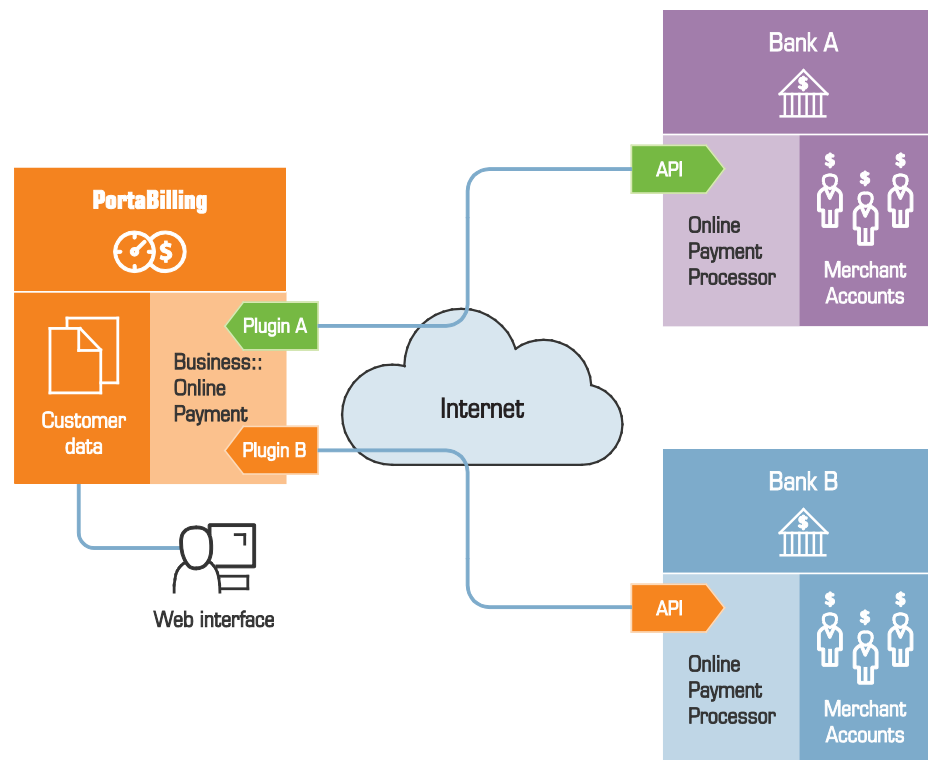 Bank A
$
API
Online
Payment
Processor
$
$
$
Merchant
Accounts
PortaBilling
$
Customer
data
Plugin A
Business::
Online
Payment
Plugin B
Internet
Web interface
Bank B
$
API
Online
Payment
Processor
$
$
$
Merchant
Accounts